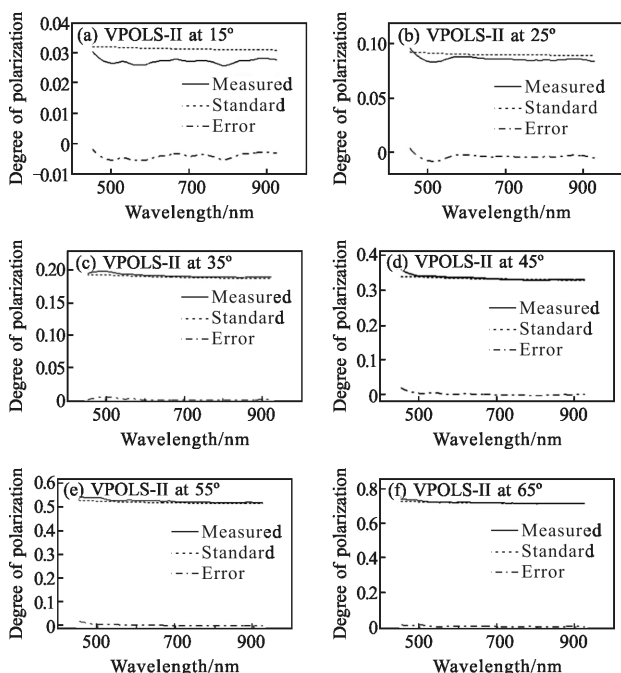 Degree of polarization
0.04
0.03
0.02
0.01
0
−0.01
(a) VPOLS-II at 15°
Measured
Standard
Error
500
700
900
Wavelength/nm
Degree of polarization
0.10
0.05
0
(b) VPOLS-II at 25°
Measured
Standard
Error
500
700
900
Wavelength/nm
Degree of polarization
0.20
0.15
0.10
0.05
0
(c) VPOLS-II at 35°
Measured
Standard
Error
500
700
900
Wavelength/nm
Degree of polarization
0.4
0.3
0.2
0.1
0
(d) VPOLS-II at 45°
Measured
Standard
Error
500
700
900
Wavelength/nm
Degree of polarization
0.6
0.5
0.4
0.3
0.2
0.1
0
(e) VPOLS-II at 55°
Measured
Standard
Error
500
700
900
Wavelength/nm
Degree of polarization
0.8
0.6
0.4
0.2
0
(f) VPOLS-II at 65°
Measured
Standard
Error
500
700
900
Wavelength/nm